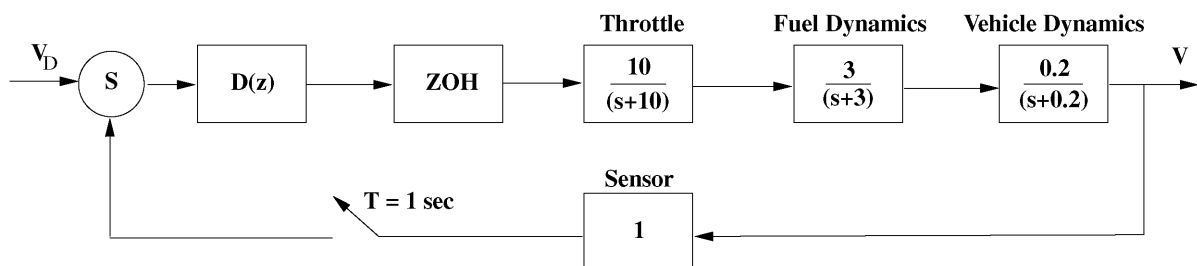 Throttle
Fuel Dynamics
Vehicle Dynamics
V_D
S
D(z)
ZOH
10
(s+10)
3
(s+3)
0.2
(s+0.2)
V
Sensor
T = 1 sec
1